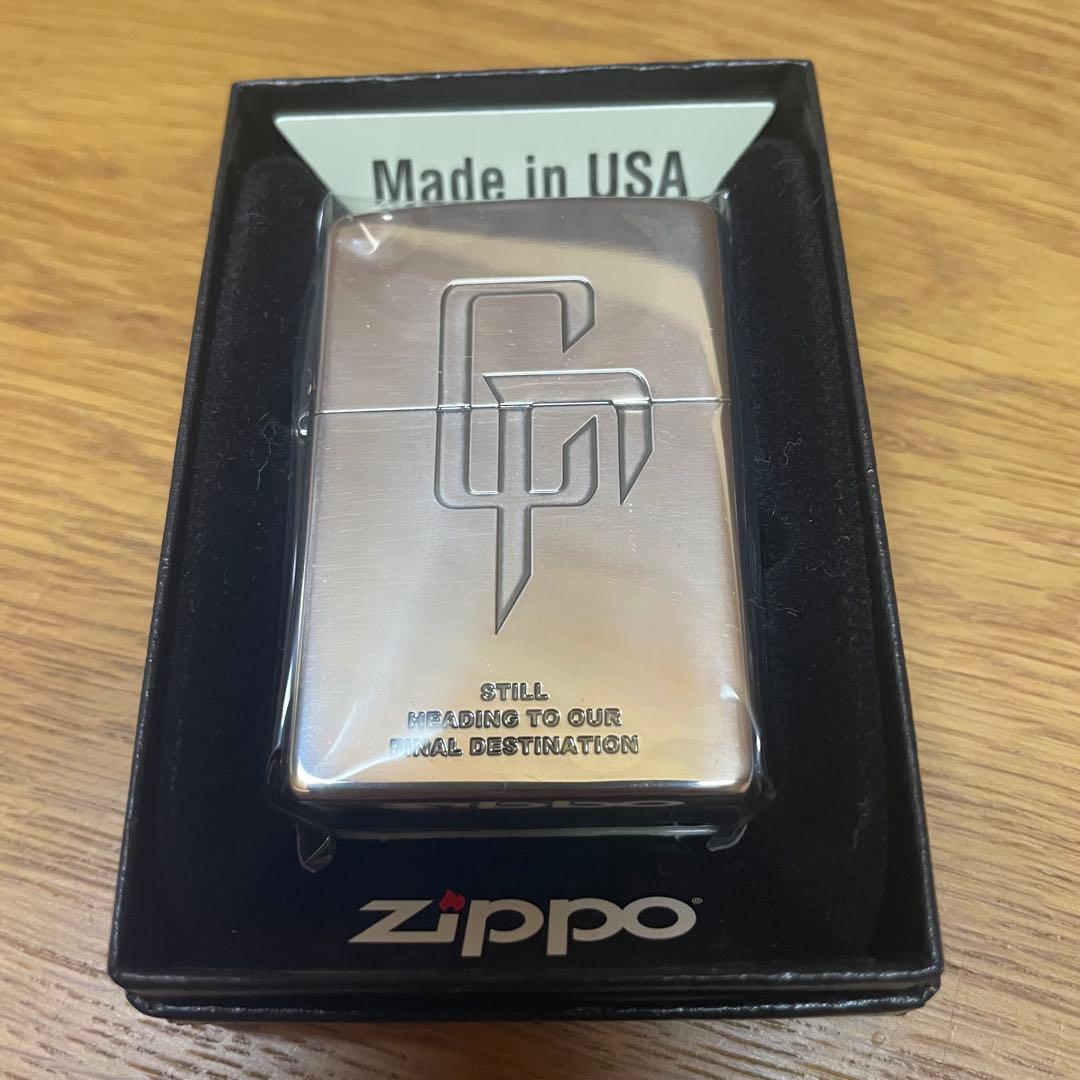 Made in USA
STILL
HEADING TO OUR
FINAL DESTINATION
zippo